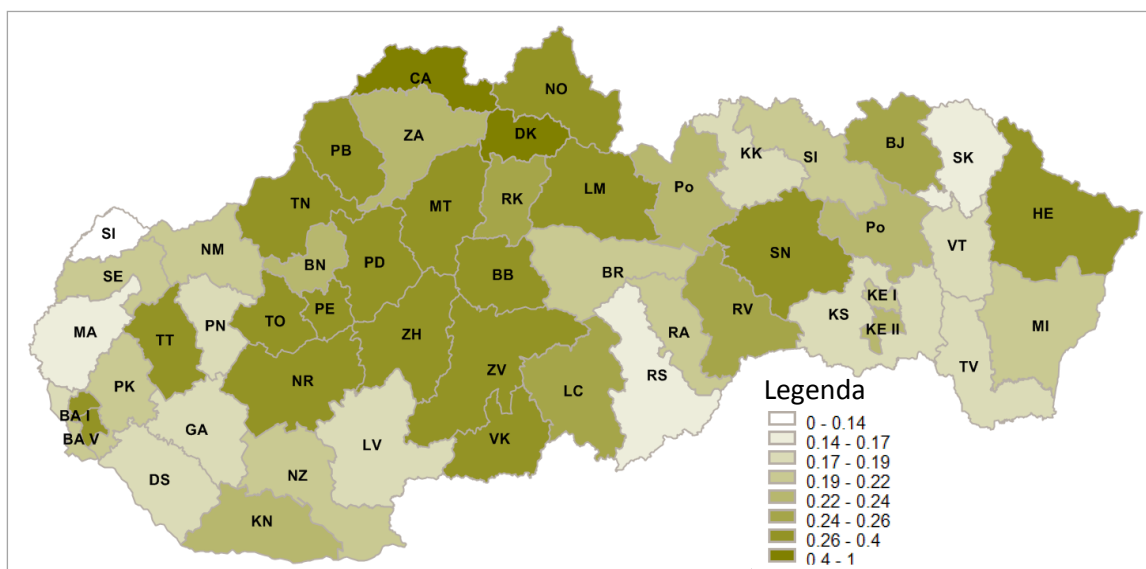 CA
NO
ZA
DK
PB
KK
SI
BJ
SK
TN
MT
RK
LM
Po
HE
SI
NM
BN
PD
BB
BR
SN
Po
VT
SE
MA
TT
PN
TO
PE
ZH
RA
RV
KS
KE I
KE II
MI
PK
NR
ZV
LC
RS
TV
BA I
BA V
GA
LV
VK
DS
NZ
KN
Legenda
0 - 0.14
0.14 - 0.17
0.17 - 0.19
0.19 - 0.22
0.22 - 0.24
0.24 - 0.26
0.26 - 0.4
0.4 - 1